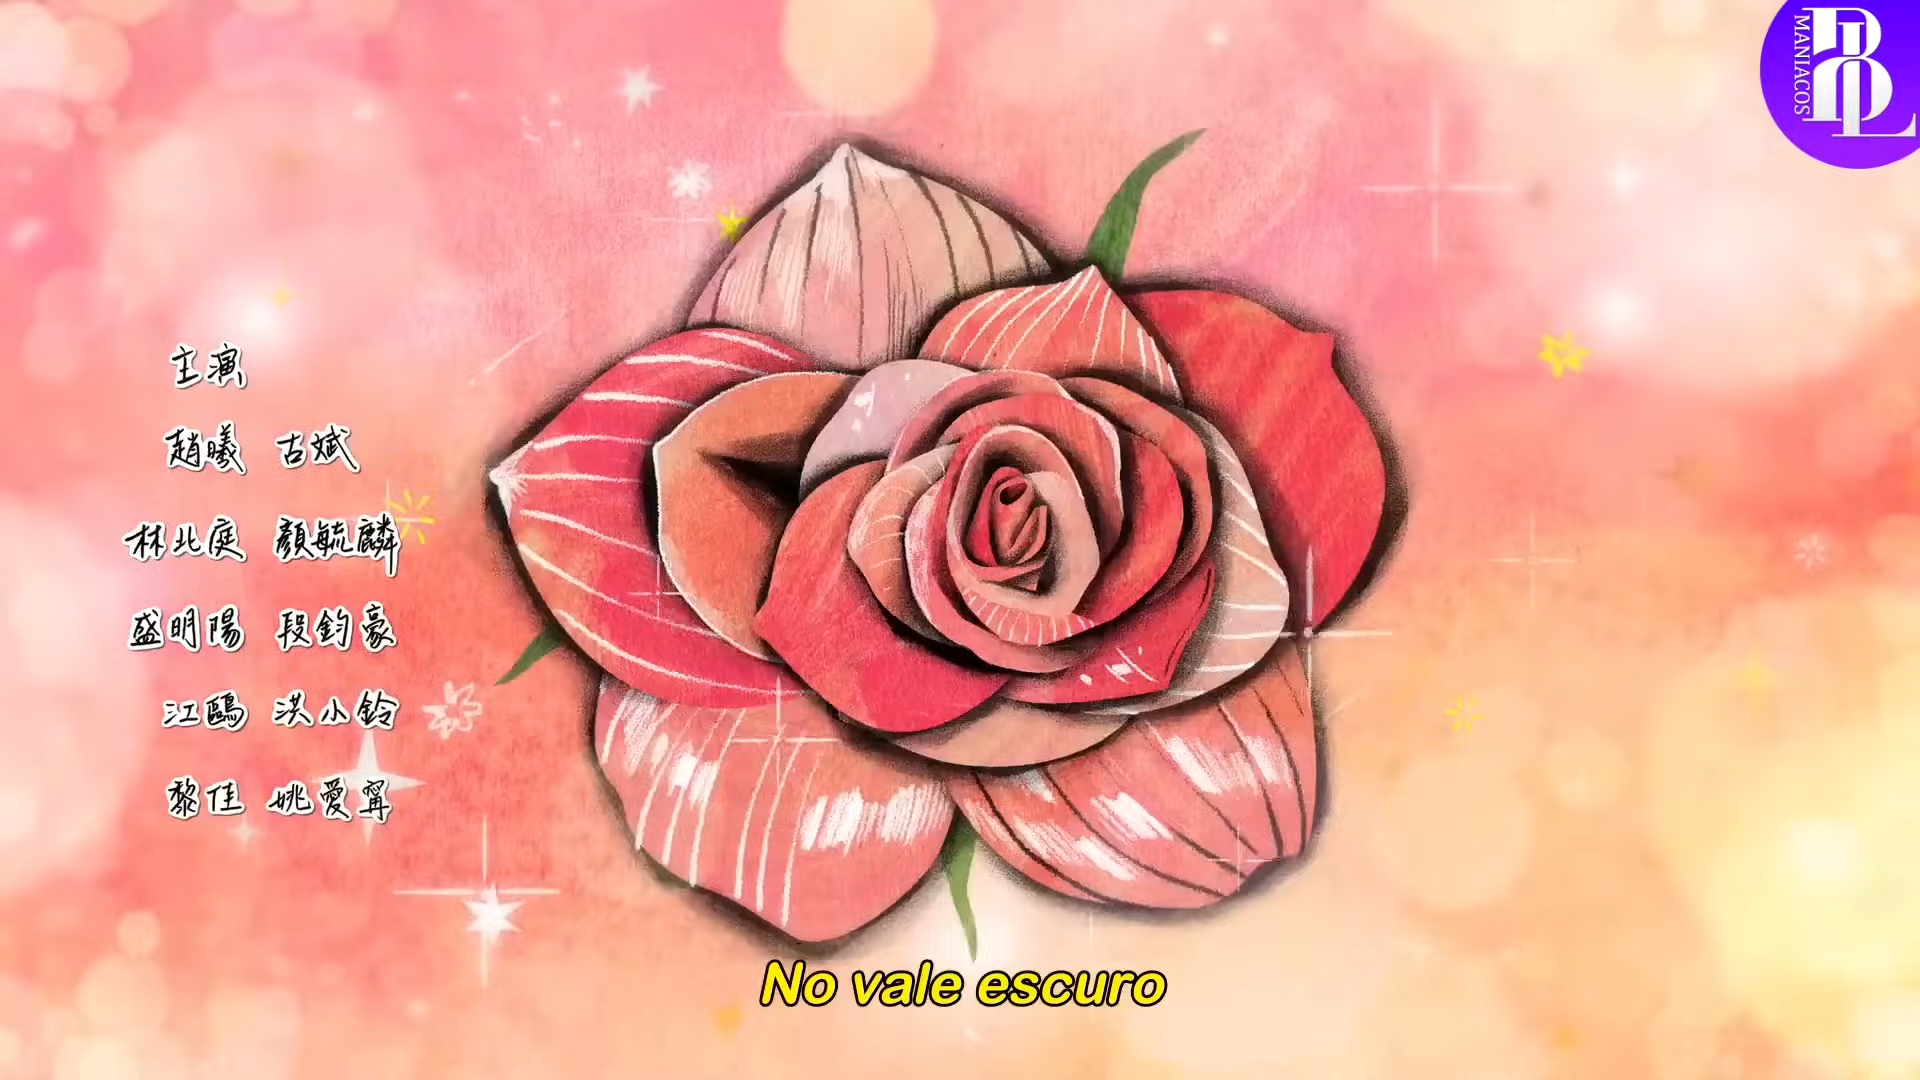 主演
趙曦 古斌
林北庭 顏毓麟
盛明陽 段鈞豪
江鷗 洪小鈴
黎佳 姚愛寗
No vale escuro
BL
MANIACOS